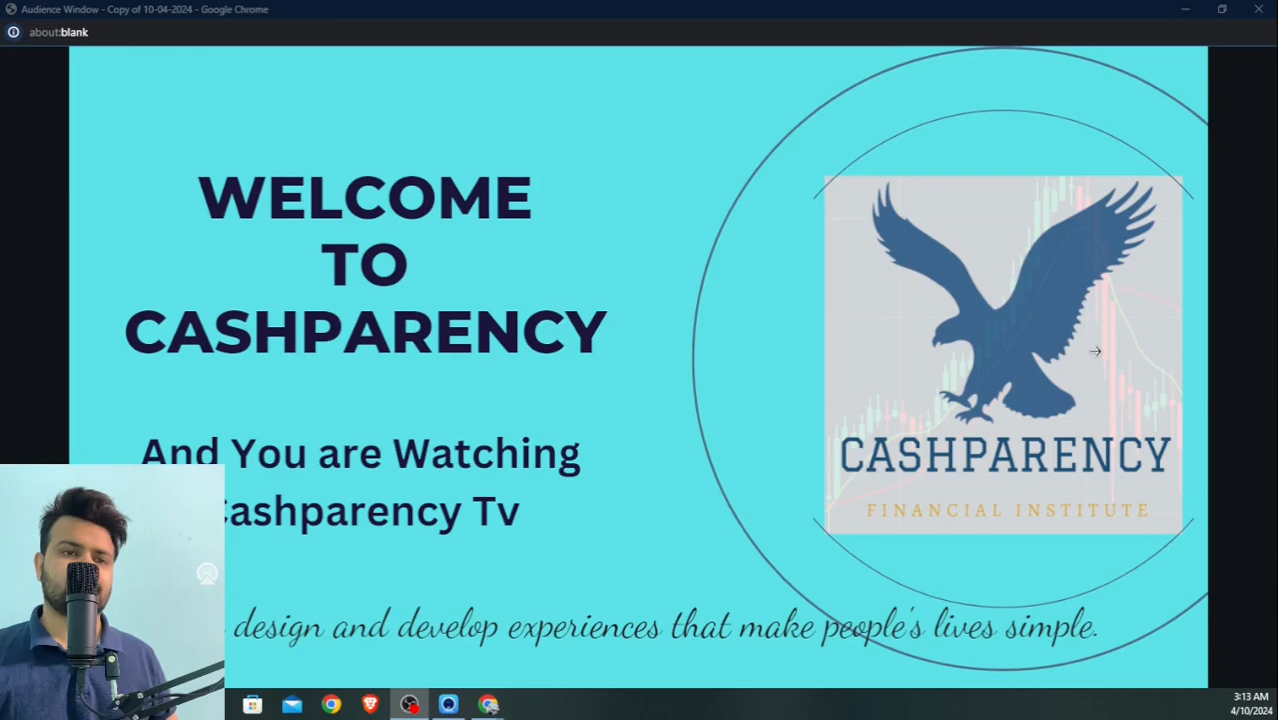 Audience Window - Copy of 10-04-2024 - Google Chrome
about:blank
WELCOME
TO
CASHPARENCY
And You are Watching
Cashparency Tv
design and develop experiences that make people's lives simple.
CASHPARENCY
FINANCIAL INSTITUTE
3:13 AM
4/10/2024